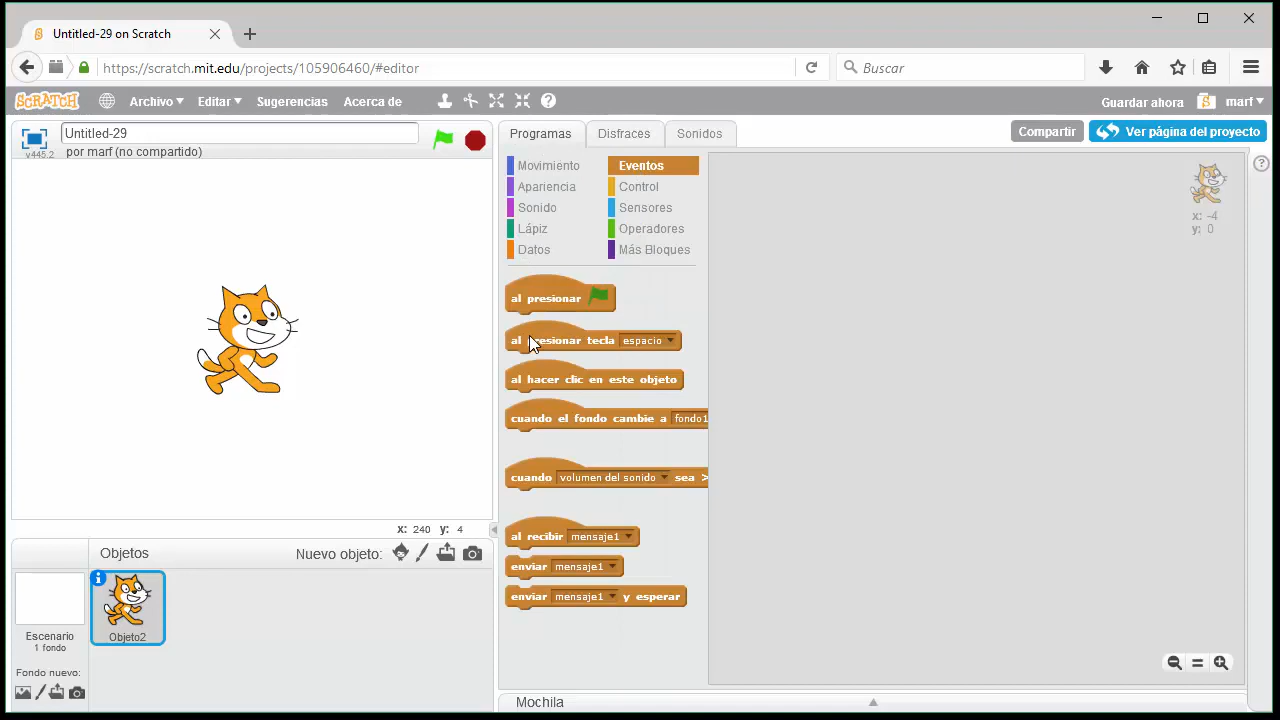 Untitled-29 on Scratch
https://scratch.mit.edu/projects/105906460/#editor
Buscar
SCRATCH
Archivo
Editar
Sugerencias
Acerca de
Guardar ahora
marf
Untitled-29
por marf (no compartido)
v445.2
Programas
Disfraces
Sonidos
Compartir
Ver página del proyecto
Movimiento
Eventos
Apariencia
Control
Sonido
Sensores
Lápiz
Operadores
Datos
Más Bloques
al presionar
al presionar tecla espacio
al hacer clic en este objeto
cuando el fondo cambie a fondo1
cuando volumen del sonido sea >
al recibir mensaje1
enviar mensaje1
enviar mensaje1 y esperar
x: -4
y: 0
x: 240 y: 4
Objetos
Nuevo objeto:
Escenario
1 fondo
Fondo nuevo:
Objeto2
Mochila